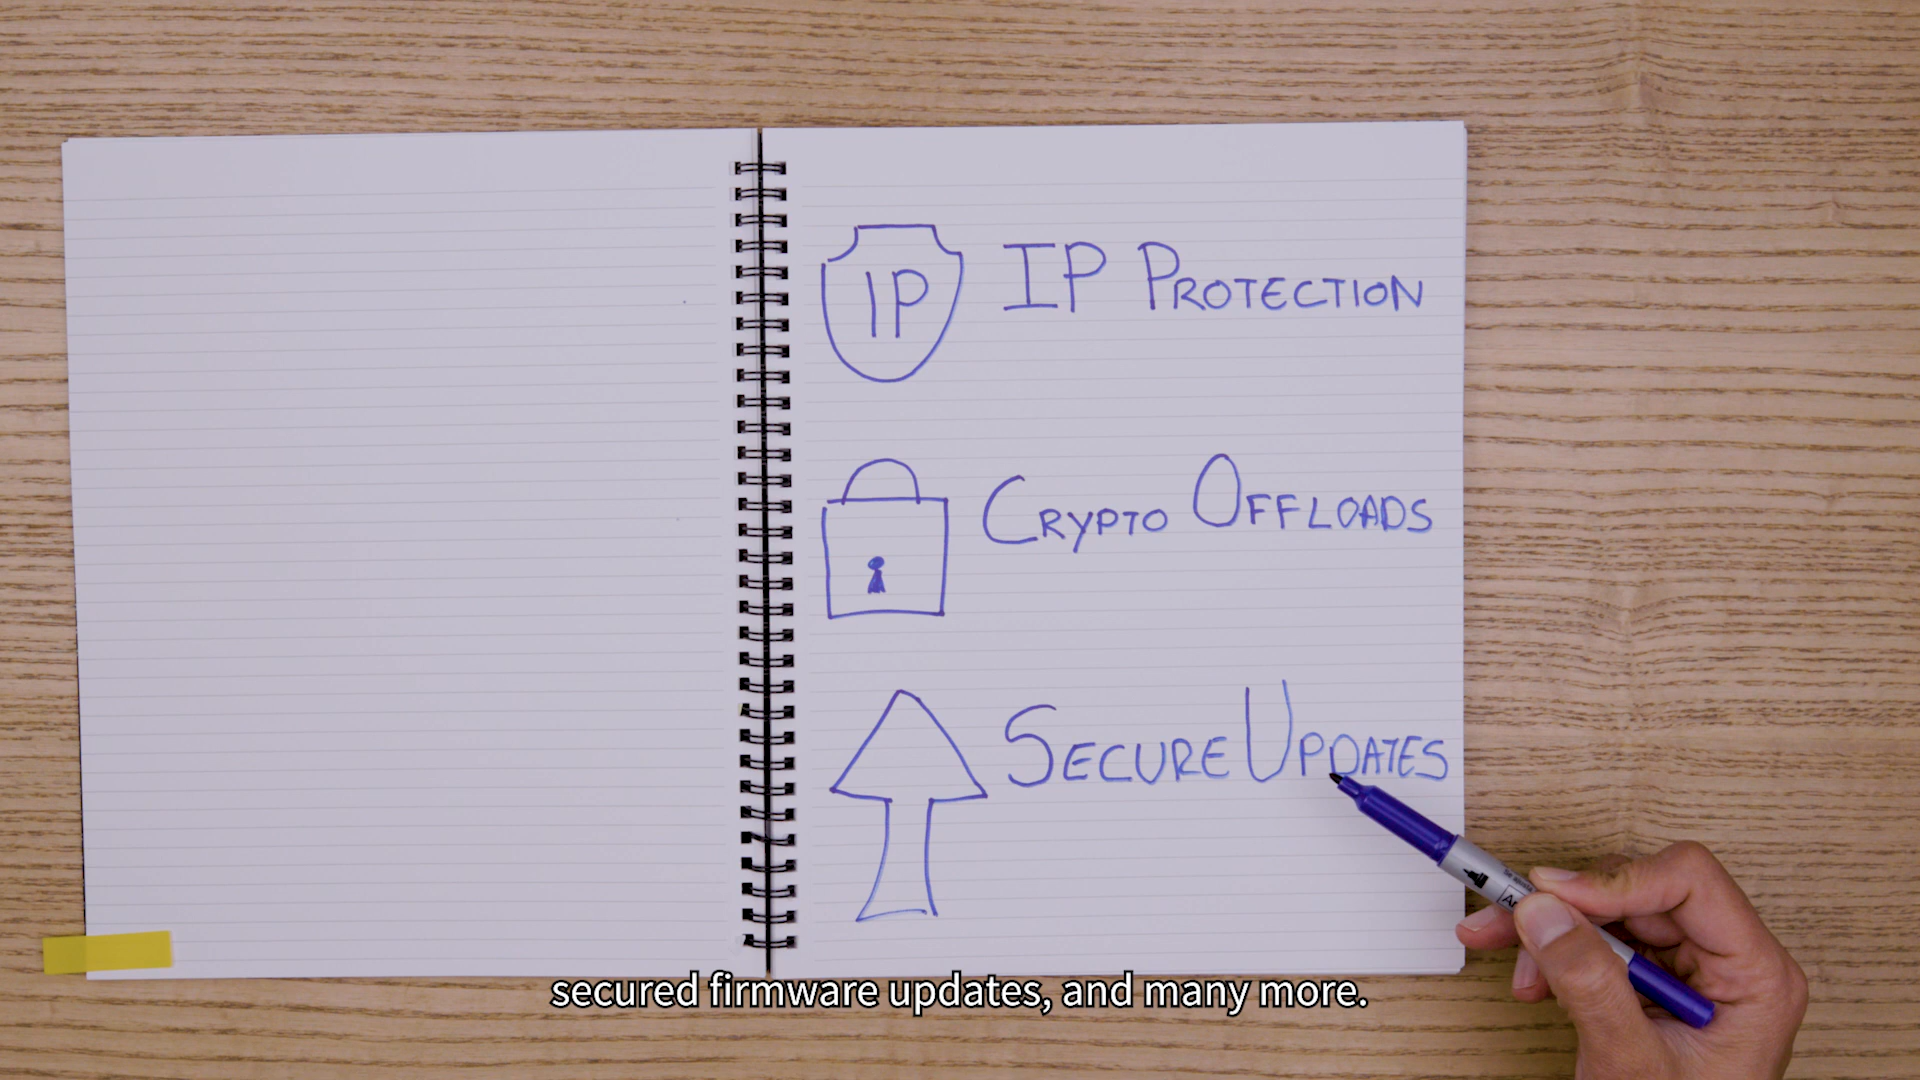 IP
IP PROTECTION
CRYPTO OFFLOADS
SECURE UPDATES
secured firmware updates, and many more.